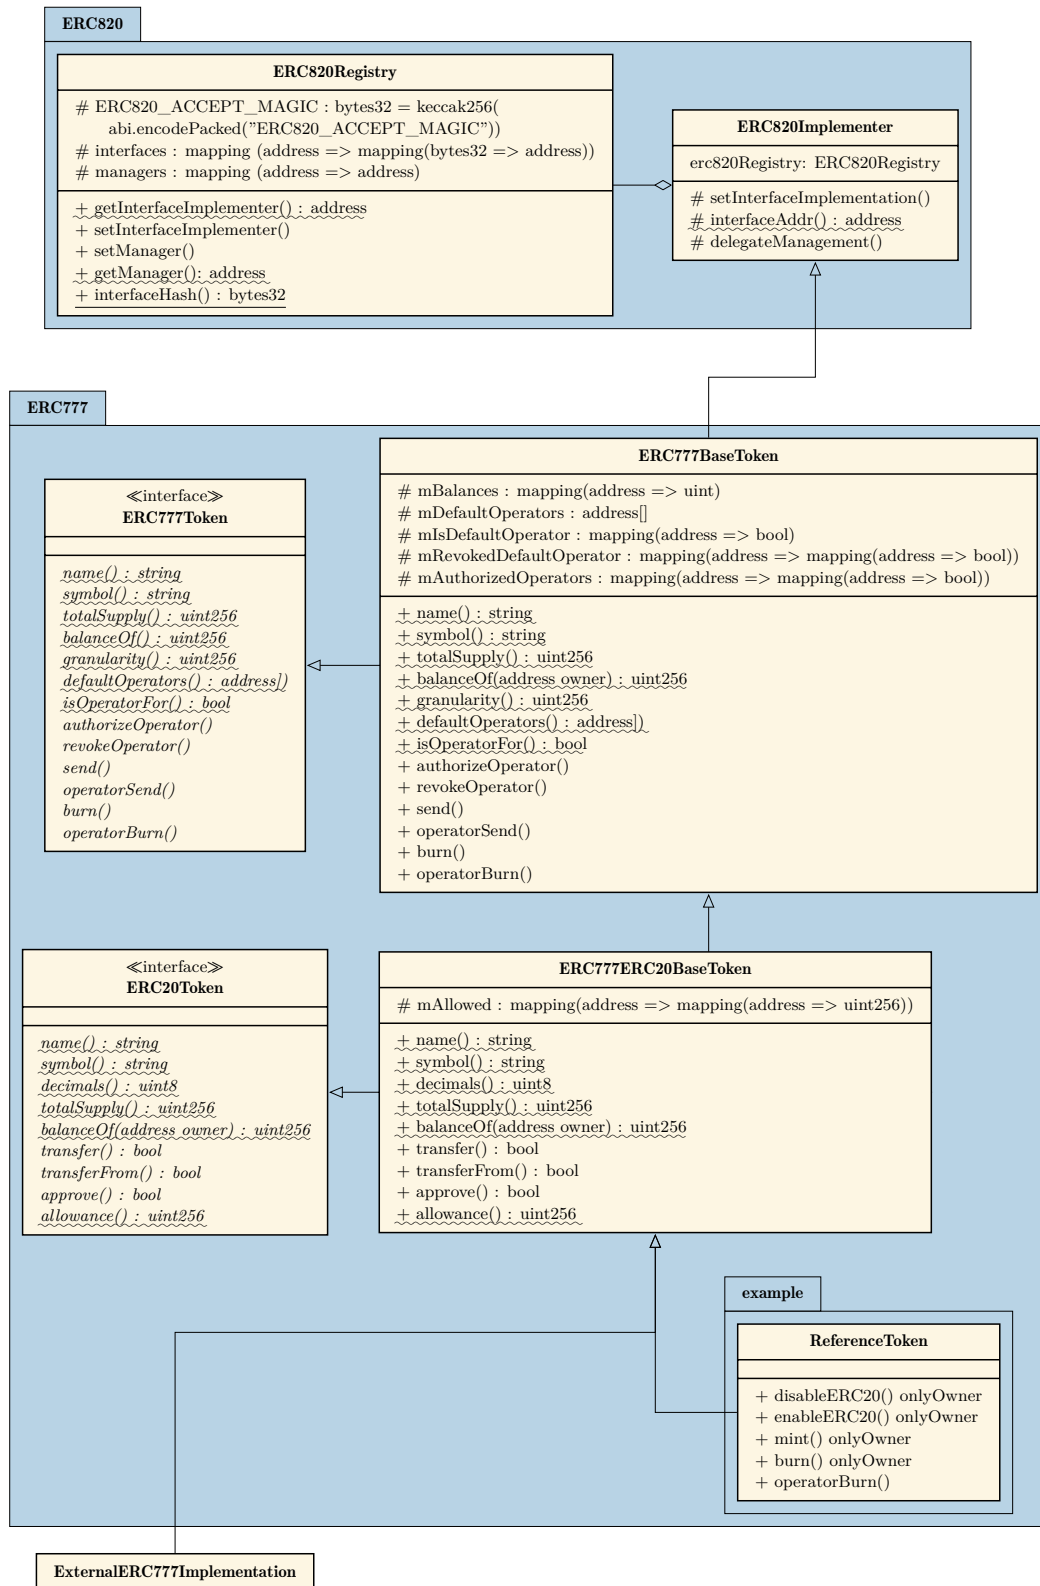 ERC820
ERC820Registry
# ERC820_ACCEPT_MAGIC : bytes32 = keccak256(
abi.encodePacked(”ERC820_ACCEPT_MAGIC”))
# interfaces : mapping (address => mapping(bytes32 => address))
# managers : mapping (address => address)
+ getInterfaceImplementer() : address
+ setInterfaceImplementer()
+ setManager()
+ getManager(): address
+ interfaceHash() : bytes32
ERC820Implementer
erc820Registry: ERC820Registry
# setInterfaceImplementation()
# interfaceAddr() : address
# delegateManagement()
ERC777
≪interface≫
ERC777Token
name() : string
symbol() : string
totalSupply() : uint256
balanceOf() : uint256
granularity() : uint256
defaultOperators() : address[)
isOperatorFor() : bool
authorizeOperator()
revokeOperator()
send()
operatorSend()
burn()
operatorBurn()
ERC777BaseToken
# mBalances : mapping(address => uint)
# mDefaultOperators : address[]
# mIsDefaultOperator : mapping(address => bool)
# mRevokedDefaultOperator : mapping(address => mapping(address => bool))
# mAuthorizedOperators : mapping(address => mapping(address => bool))
+ name() : string
+ symbol() : string
+ totalSupply() : uint256
+ balanceOf(address owner) : uint256
+ granularity() : uint256
+ defaultOperators() : address])
+ isOperatorFor() : bool
+ authorizeOperator()
+ revokeOperator()
+ send()
+ operatorSend()
+ burn()
+ operatorBurn()
≪interface≫
ERC20Token
name() : string
symbol() : string
decimals() : uint8
totalSupply() : uint256
balanceOf(address owner) : uint256
transfer() : bool
transferFrom() : bool
approve() : bool
allowance() : uint256
ERC777ERC20BaseToken
# mAllowed : mapping(address => mapping(address => uint256))
+ name() : string
+ symbol() : string
+ decimals() : uint8
+ totalSupply() : uint256
+ balanceOf(address owner) : uint256
+ transfer() : bool
+ transferFrom() : bool
+ approve() : bool
+ allowance() : uint256
example
ReferenceToken
+ disableERC20() onlyOwner
+ enableERC20() onlyOwner
+ mint() onlyOwner
+ burn() onlyOwner
+ operatorBurn()
ExternalERC777Implementation